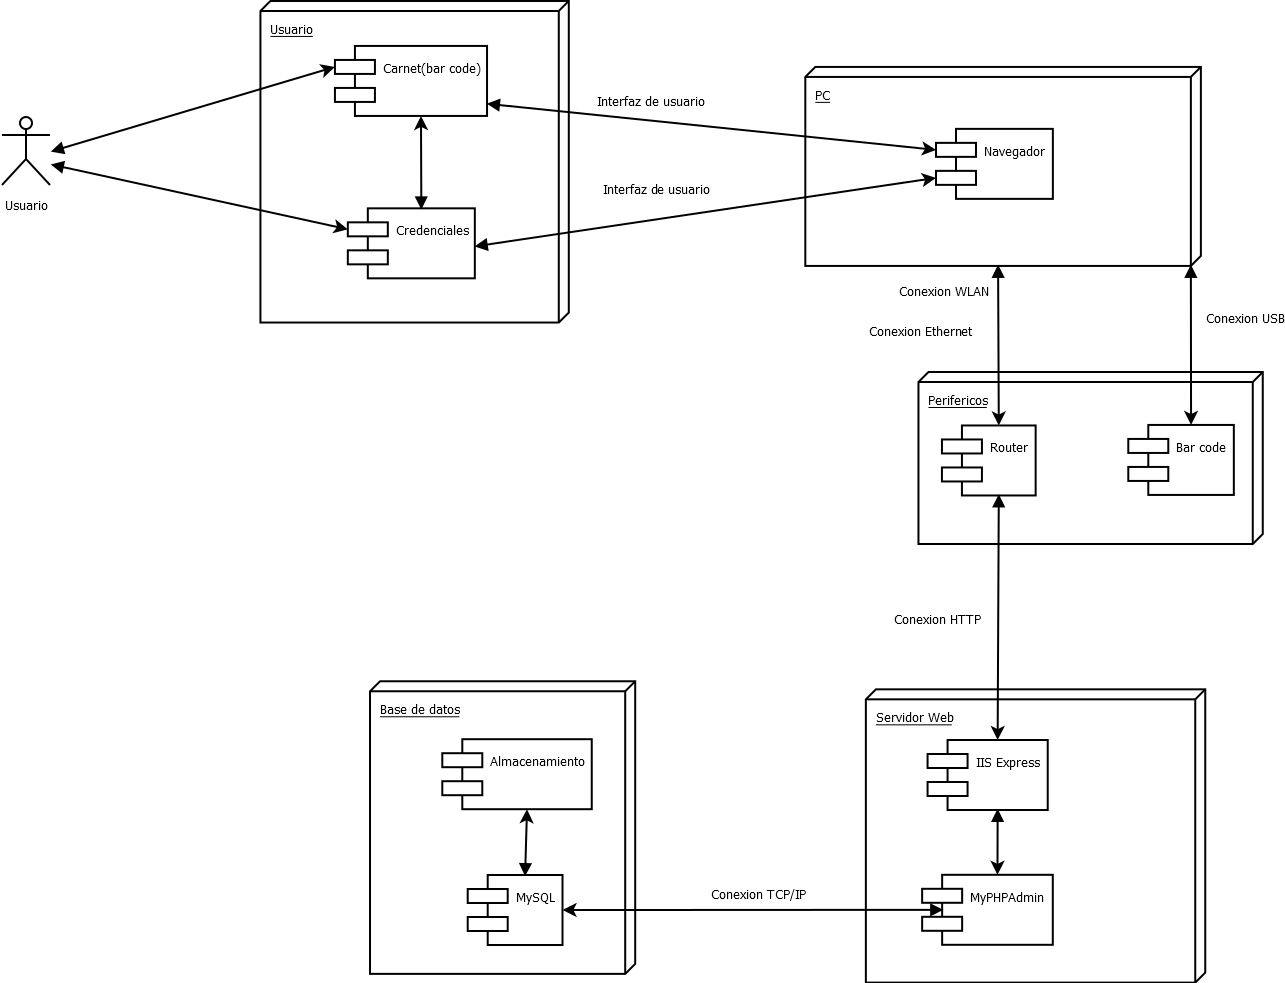 Usuario
Carnet(bar code)
Interfaz de usuario
PC
Navegador
Usuario
Interfaz de usuario
Credenciales
Conexion WLAN
Conexion USB
Conexion Ethernet
Perifericos
Router
Bar code
Conexion HTTP
Base de datos
Servidor Web
Almacenamiento
IIS Express
MySQL
Conexion TCP/IP
MyPHPAdmin